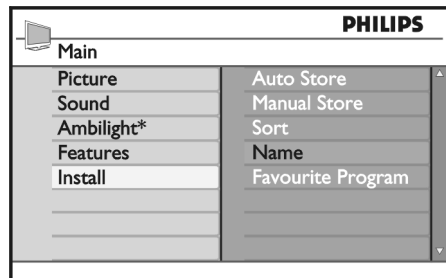 PHILIPS
Main
Picture
Sound
Ambilight*
Features
Install
Auto Store
Manual Store
Sort
Name
Favourite Program